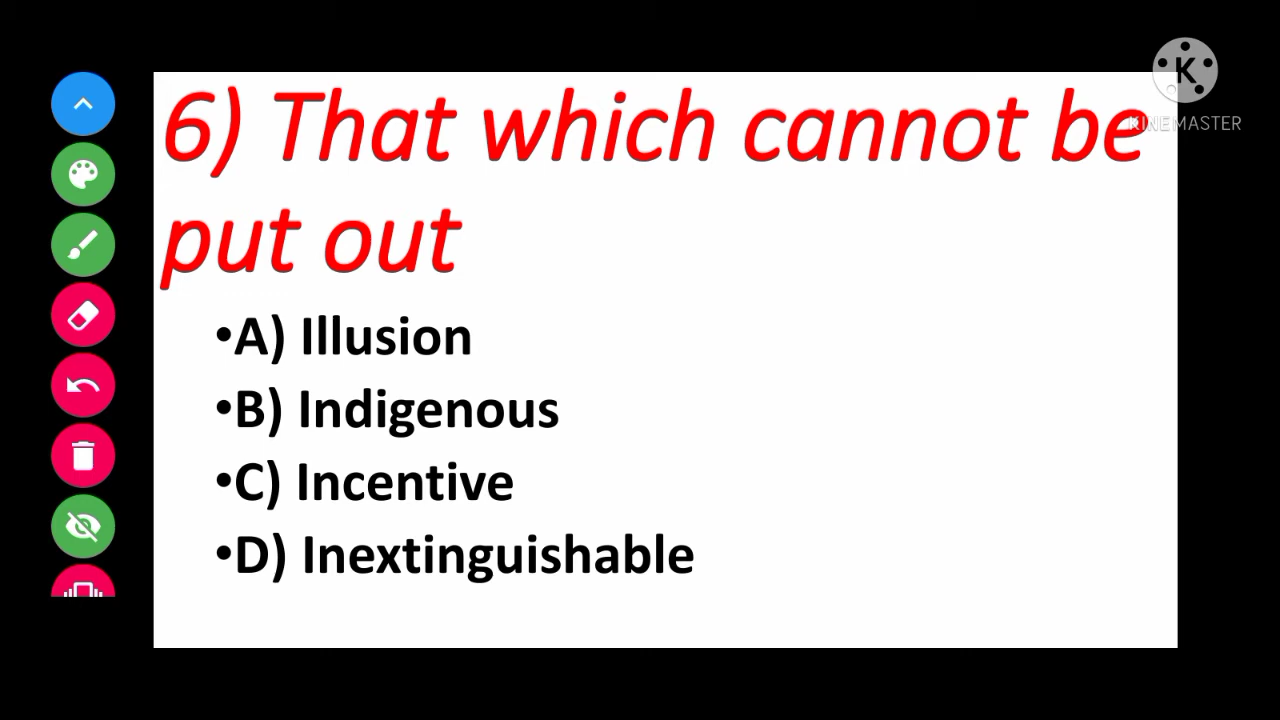 K
KINEMASTER
6) That which cannot be
put out
•A) Illusion
•B) Indigenous
•C) Incentive
•D) Inextinguishable